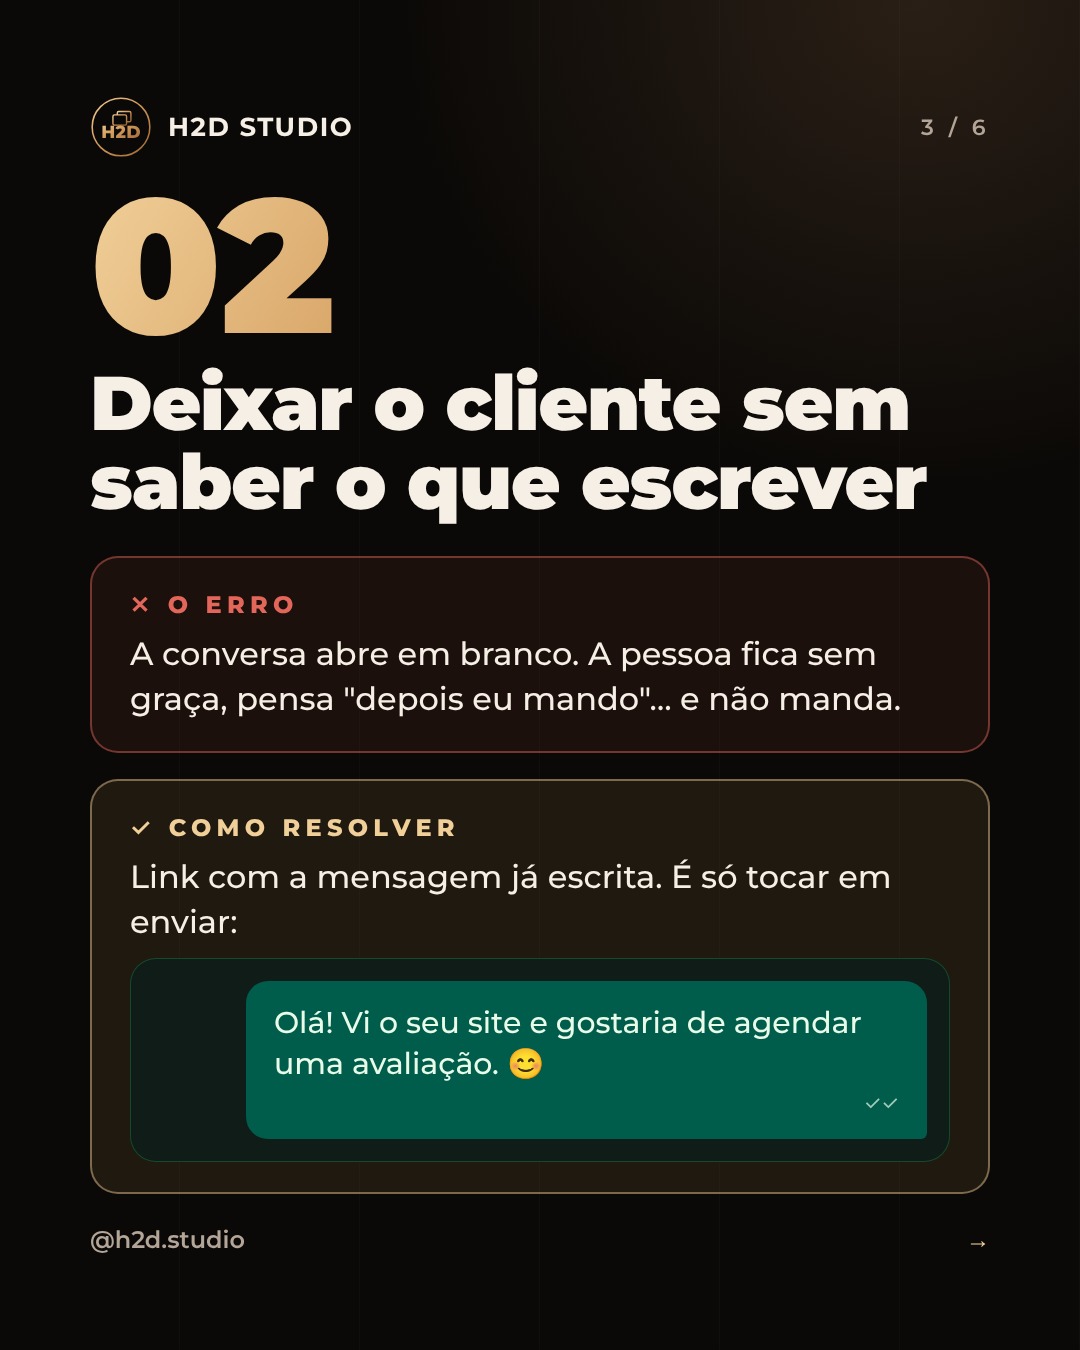 H2D
H2D STUDIO
3 / 6
02
Deixar o cliente sem
saber o que escrever
✕ O ERRO
A conversa abre em branco. A pessoa fica sem
graça, pensa "depois eu mando"... e não manda.
✓ COMO RESOLVER
Link com a mensagem já escrita. É só tocar em
enviar:
Olá! Vi o seu site e gostaria de agendar
uma avaliação. 😊
✓✓
@h2d.studio
→